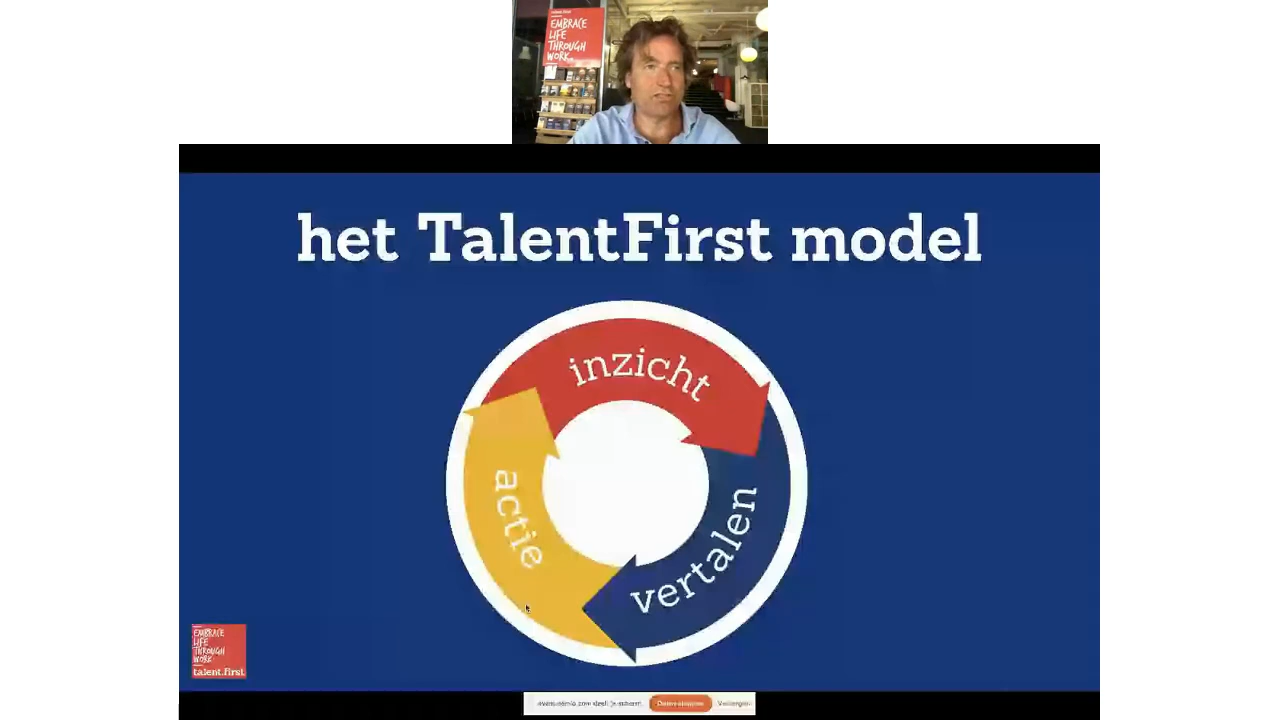 EMBRACE
LIFE
THROUGH
WORK
het TalentFirst model
inzicht
vertalen
actie
EMBRACE
LIFE
THROUGH
WORK
talent.first